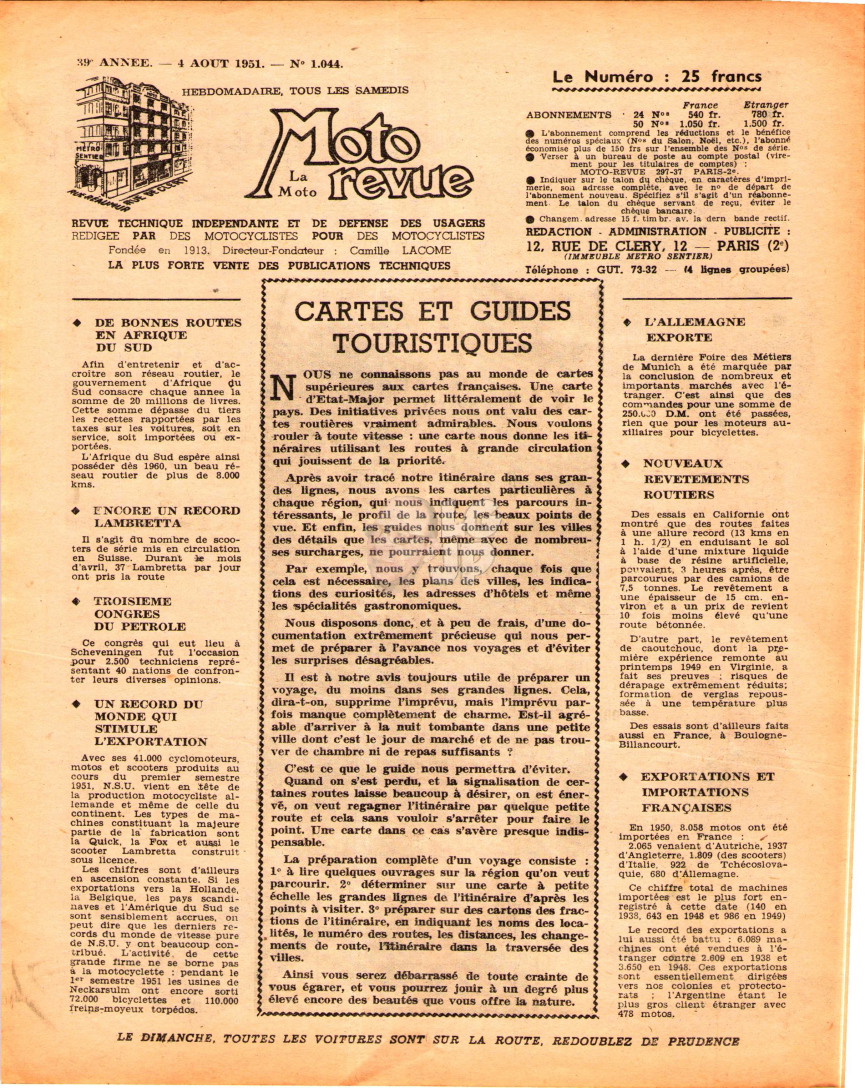 39e ANNEE. — 4 AOUT 1951. — No 1.044.
HEBDOMADAIRE, TOUS LES SAMEDIS
METRO
SENTIER
RUE REAUMUR
RUE DE CLERY
La
Moto
Moto
revue
REVUE TECHNIQUE INDEPENDANTE ET DE DEFENSE DES USAGERS
REDIGEE PAR DES MOTOCYCLISTES POUR DES MOTOCYCLISTES
Fondée en 1913. Directeur-Fondateur : Camille LACOME
LA PLUS FORTE VENTE DES PUBLICATIONS TECHNIQUES
Le Numéro : 25 francs
France Etranger
ABONNEMENTS · 24 Nos 540 fr. 780 fr.
50 Nos 1.050 fr. 1.500 fr.
● L'abonnement comprend les réductions et le bénéfice
des numéros spéciaux (Nos du Salon, Noël, etc.), l'abonné
économise plus de 150 frs sur l'ensemble des Nos de série.
● Verser à un bureau de poste au compte postal (vire-
ment pour les titulaires de comptes) :
MOTO-REVUE 297-37 PARIS-2e.
● Indiquer sur le talon du chèque, en caractères d'impri-
merie, son adresse complète, avec le no de départ de
l'abonnement nouveau. Spécifiez s'il s'agit d'un réabonne-
ment. Le talon du chèque servant de reçu, éviter le
chèque bancaire.
● Changem. adresse 15 f. timbr. av. la dern bande rectif.
REDACTION - ADMINISTRATION - PUBLICITE :
12, RUE DE CLERY, 12 — PARIS (2e)
(IMMEUBLE METRO SENTIER)
Téléphone : GUT. 73-32 — (4 lignes groupées)
◆ DE BONNES ROUTES
EN AFRIQUE
DU SUD
Afin d'entretenir et d'ac-
croître son réseau routier, le
gouvernement d'Afrique du
Sud consacre chaque année la
somme de 20 millions de livres.
Cette somme dépasse du tiers
les recettes rapportées par les
taxes sur les voitures, soit en
service, soit importées ou ex-
portées.
L'Afrique du Sud espère ainsi
posséder dès 1960, un beau ré-
seau routier de plus de 8.000
kms.
◆ ENCORE UN RECORD
LAMBRETTA
Il s'agit du nombre de scoo-
ters de série mis en circulation
en Suisse. Durant le mois
d'avril, 37 Lambretta par jour
ont pris la route
◆ TROISIEME
CONGRES
DU PETROLE
Ce congrès qui eut lieu à
Scheveningen fut l'occasion
pour 2.500 techniciens repré-
sentant 40 nations de confron-
ter leurs diverses opinions.
◆ UN RECORD DU
MONDE QUI
STIMULE
L'EXPORTATION
Avec ses 41.000 cyclomoteurs,
motos et scooters produits au
cours du premier semestre
1951, N.S.U. vient en tête de
la production motocycliste al-
lemande et même de celle du
continent. Les types de ma-
chines constituant la majeure
partie de la fabrication sont
la Quick, la Fox et aussi le
scooter Lambretta construit
sous licence.
Les chiffres sont d'ailleurs
en ascension constante. Si les
exportations vers la Hollande,
la Belgique, les pays scandi-
naves et l'Amérique du Sud se
sont sensiblement accrues, on
peut dire que les derniers re-
cords du monde de vitesse pure
de N.S.U. y ont beaucoup con-
tribué. L'activité de cette
grande firme ne se borne pas
à la motocyclette : pendant le
1er semestre 1951 les usines de
Neckarsulm ont encore sorti
72.000 bicyclettes et 110.000
freins-moyeux torpédos.
CARTES ET GUIDES
TOURISTIQUES
NOUS ne connaissons pas au monde de cartes
supérieures aux cartes françaises. Une carte
d'Etat-Major permet littéralement de voir le
pays. Des initiatives privées nous ont valu des car-
tes routières vraiment admirables. Nous voulons
rouler à toute vitesse : une carte nous donne les iti-
néraires utilisant les routes à grande circulation
qui jouissent de la priorité.
Après avoir tracé notre itinéraire dans ses gran-
des lignes, nous avons les cartes particulières à
chaque région, qui nous indiquent les parcours in-
téressants, le profil de la route, les beaux points de
vue. Et enfin, les guides nous donnent sur les villes
des détails que les cartes, même avec de nombreu-
ses surcharges, ne pourraient nous donner.
Par exemple, nous y trouvons, chaque fois que
cela est nécessaire, les plans des villes, les indica-
tions des curiosités, les adresses d'hôtels et même
les spécialités gastronomiques.
Nous disposons donc, et à peu de frais, d'une do-
cumentation extrêmement précieuse qui nous per-
met de préparer à l'avance nos voyages et d'éviter
les surprises désagréables.
Il est à notre avis toujours utile de préparer un
voyage, du moins dans ses grandes lignes. Cela,
dira-t-on, supprime l'imprévu, mais l'imprévu par-
fois manque complètement de charme. Est-il agré-
able d'arriver à la nuit tombante dans une petite
ville dont c'est le jour de marché et de ne pas trou-
ver de chambre ni de repas suffisants ?
C'est ce que le guide nous permettra d'éviter.
Quand on s'est perdu, et la signalisation de cer-
taines routes laisse beaucoup à désirer, on est éner-
vé, on veut regagner l'itinéraire par quelque petite
route et cela sans vouloir s'arrêter pour faire le
point. Une carte dans ce cas s'avère presque indis-
pensable.
La préparation complète d'un voyage consiste :
1o à lire quelques ouvrages sur la région qu'on veut
parcourir. 2o déterminer sur une carte à petite
échelle les grandes lignes de l'itinéraire d'après les
points à visiter. 3o préparer sur des cartons des frac-
tions de l'itinéraire, en indiquant les noms des loca-
lités, le numéro des routes, les distances, les change-
ments de route, l'itinéraire dans la traversée des
villes.
Ainsi vous serez débarrassé de toute crainte de
vous égarer, et vous pourrez jouir à un degré plus
élevé encore des beautés que vous offre la nature.
◆ L'ALLEMAGNE
EXPORTE
La dernière Foire des Métiers
de Munich a été marquée par
la conclusion de nombreux et
importants marchés avec l'é-
tranger. C'est ainsi que des
commandes pour une somme de
250.000 D.M. ont été passées,
rien que pour les moteurs au-
xiliaires pour bicyclettes.
◆ NOUVEAUX
REVETEMENTS
ROUTIERS
Des essais en Californie ont
montré que des routes faites
à une allure record (13 kms en
1 h. 1/2) en enduisant le sol
à l'aide d'une mixture liquide
à base de résine artificielle,
pouvaient, 3 heures après, être
parcourues par des camions de
7,5 tonnes. Le revêtement a
une épaisseur de 15 cm. en-
viron et a un prix de revient
10 fois moins élevé qu'une
route bétonnée.
D'autre part, le revêtement
de caoutchouc, dont la pre-
mière expérience remonte au
printemps 1949 en Virginie, a
fait ses preuves : risques de
dérapage extrêmement réduits;
formation de verglas repous-
sée à une température plus
basse.
Des essais sont d'ailleurs faits
aussi en France, à Boulogne-
Billancourt.
◆ EXPORTATIONS ET
IMPORTATIONS
FRANÇAISES
En 1950, 8.058 motos ont été
importées en France :
2.065 venaient d'Autriche, 1937
d'Angleterre, 1.809 (des scooters)
d'Italie, 922 de Tchécoslova-
quie, 680 d'Allemagne.
Ce chiffre total de machines
importées est le plus fort en-
registré à cette date (140 en
1938, 643 en 1948 et 986 en 1949)
Le record des exportations a
lui aussi été battu : 6.089 ma-
chines ont été vendues à l'é-
tranger contre 2.609 en 1938 et
3.650 en 1948. Ces exportations
sont essentiellement dirigées
vers nos colonies et protecto-
rats ; l'Argentine étant le
plus gros client étranger avec
478 motos.
LE DIMANCHE, TOUTES LES VOITURES SONT SUR LA ROUTE, REDOUBLEZ DE PRUDENCE